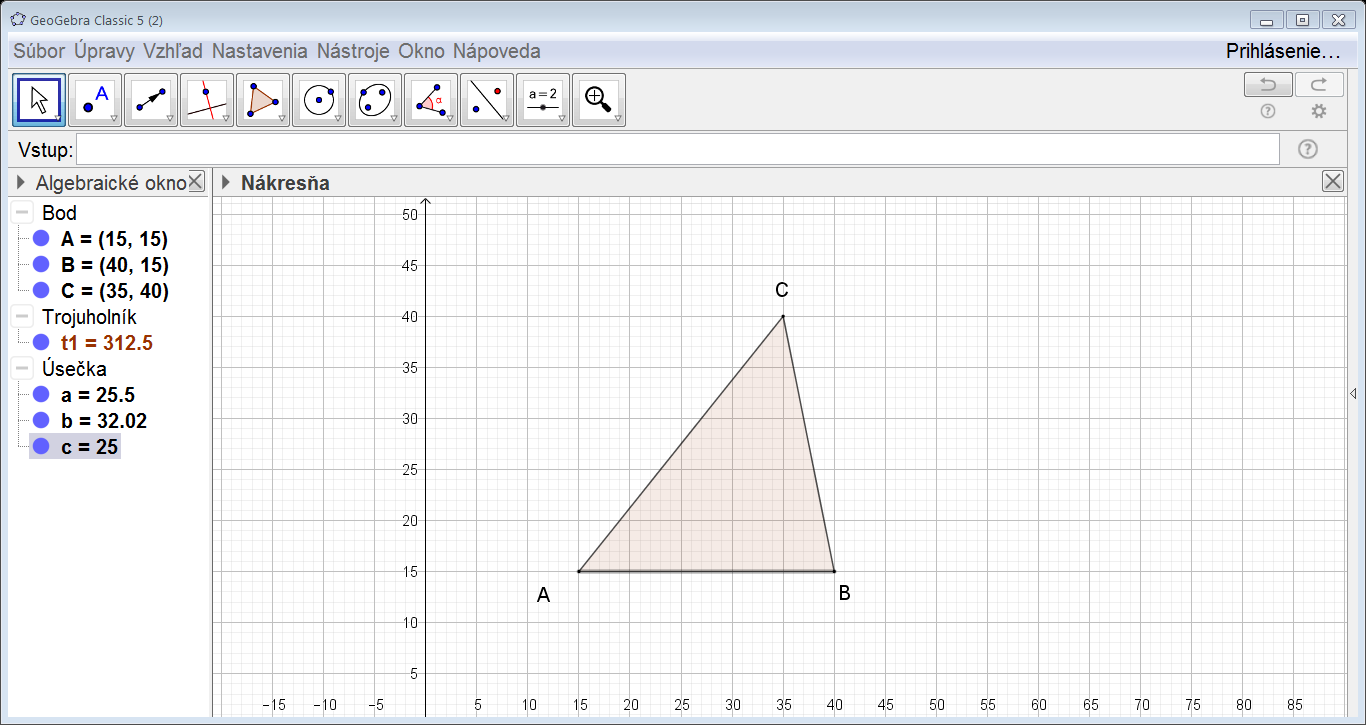 GeoGebra Classic 5 (2)
Súbor Úpravy Vzhľad Nastavenia Nástroje Okno Nápoveda Prihlásenie...
A α a=2
Vstup:
Algebraické okno
Nákresňa
Bod
A = (15, 15)
B = (40, 15)
C = (35, 40)
Trojuholník
t1 = 312.5
Úsečka
a = 25.5
b = 32.02
c = 25
50
45
C
40
35
30
25
20
15
A B
10
5
−15 −10 −5 5 10 15 20 25 30 35 40 45 50 55 60 65 70 75 80 85